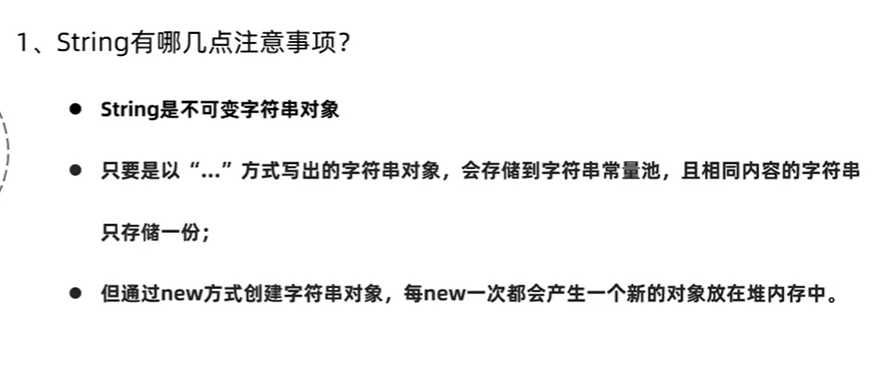 1、String有哪几点注意事项？
● String是不可变字符串对象
● 只要是以“...”方式写出的字符串对象，会存储到字符串常量池，且相同内容的字符串
只存储一份；
● 但通过new方式创建字符串对象，每new一次都会产生一个新的对象放在堆内存中。